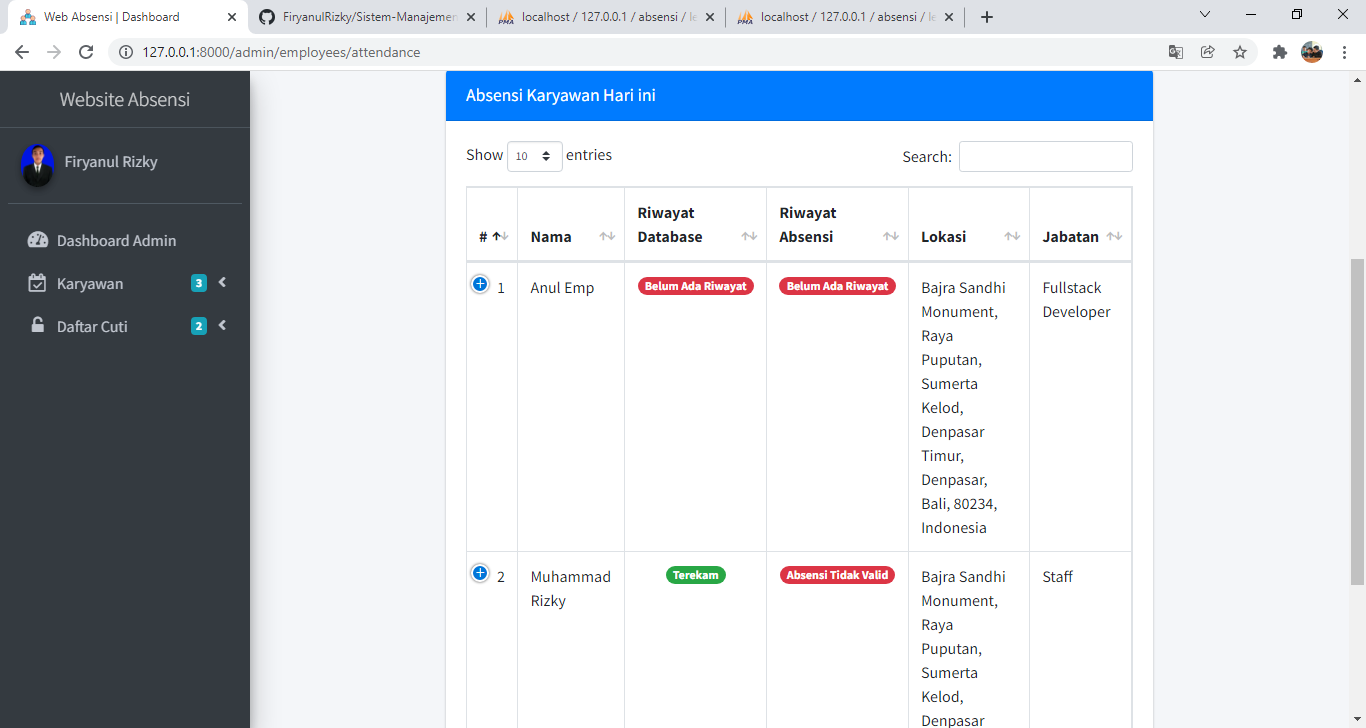 Web Absensi | Dashboard
FiryanulRizky/Sistem-Manajemen
localhost / 127.0.0.1 / absensi / le
localhost / 127.0.0.1 / absensi / le
127.0.0.1:8000/admin/employees/attendance
Website Absensi
Firyanul Rizky
Dashboard Admin
Karyawan 3
Daftar Cuti 2
Absensi Karyawan Hari ini
Show 10 entries
Search:
#
Nama
Riwayat
Database
Riwayat
Absensi
Lokasi
Jabatan
1
Anul Emp
Belum Ada Riwayat
Belum Ada Riwayat
Bajra Sandhi
Monument,
Raya
Puputan,
Sumerta
Kelod,
Denpasar
Timur,
Denpasar,
Bali, 80234,
Indonesia
Fullstack
Developer
2
Muhammad
Rizky
Terekam
Absensi Tidak Valid
Bajra Sandhi
Monument,
Raya
Puputan,
Sumerta
Kelod,
Denpasar
Staff